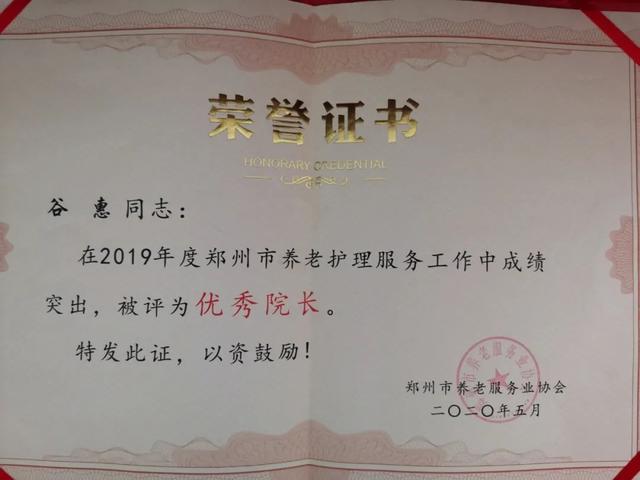 荣誉证书
HONORARY CREDENTIAL
谷 惠 同志：
在2019年度郑州市养老护理服务工作中成绩
突出，被评为优秀院长。
特发此证，以资鼓励！
郑州市养老服务业协会
二〇二〇年五月